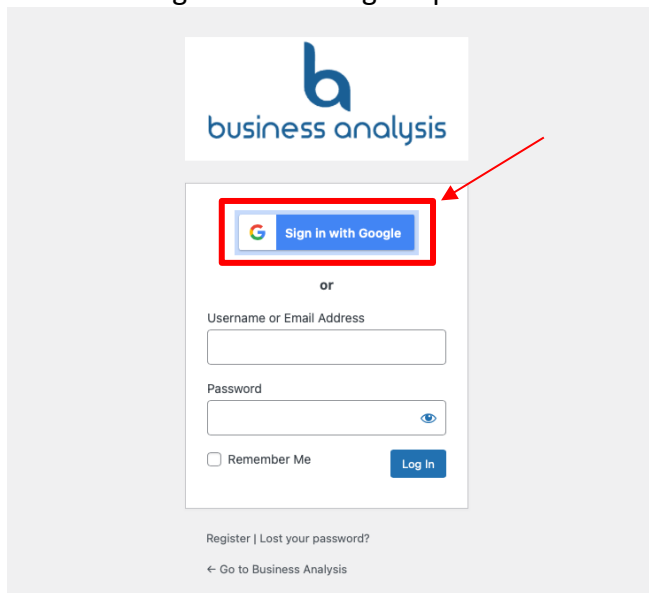 business analysis
Sign in with Google
or
Username or Email Address
Password
Remember Me
Log In
Register | Lost your password?
← Go to Business Analysis